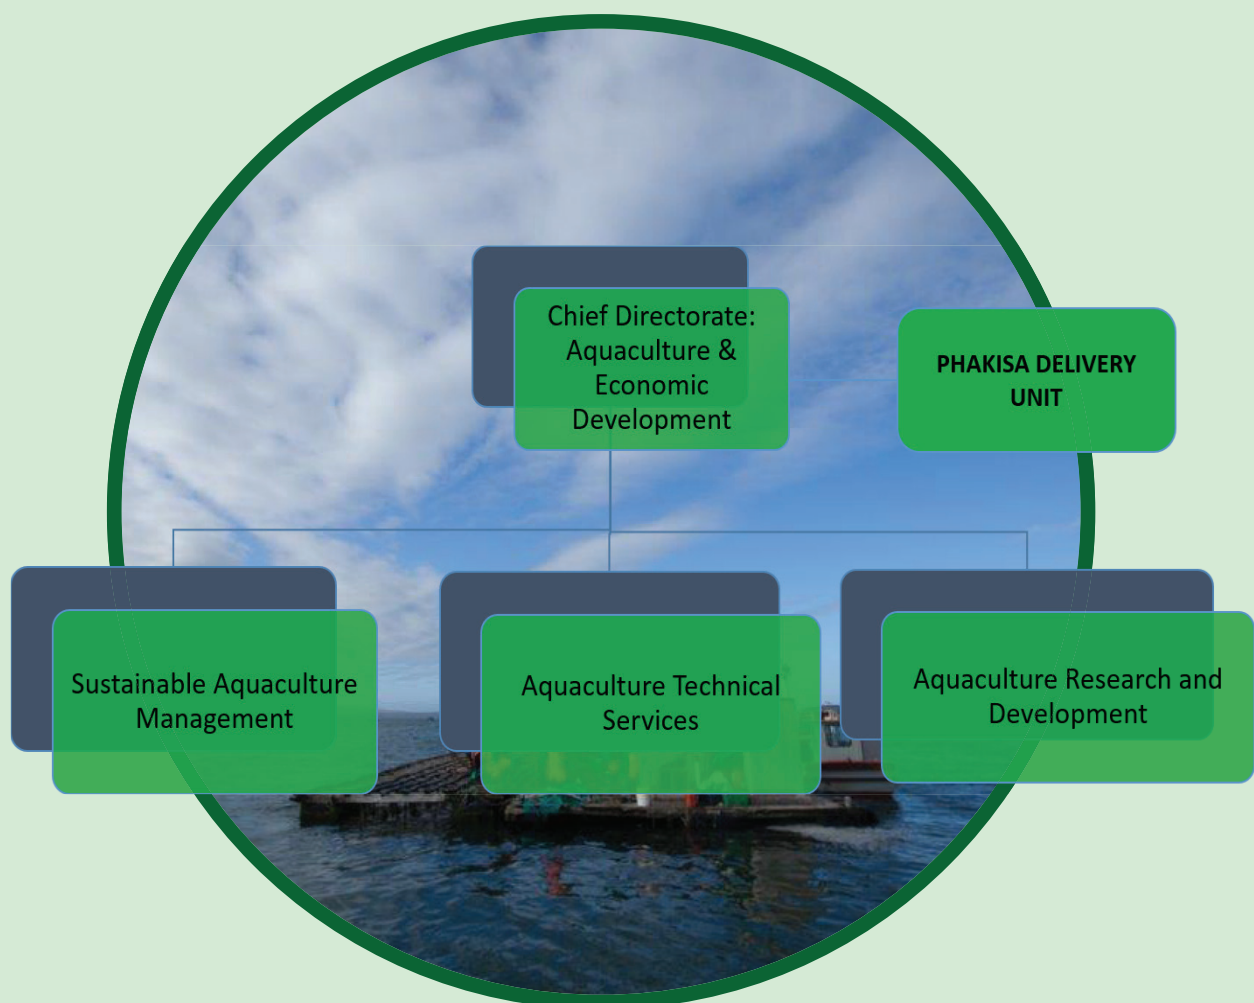 Chief Directorate:
Aquaculture &
Economic
Development
PHAKISA DELIVERY
UNIT
Sustainable Aquaculture
Management
Aquaculture Technical
Services
Aquaculture Research and
Development